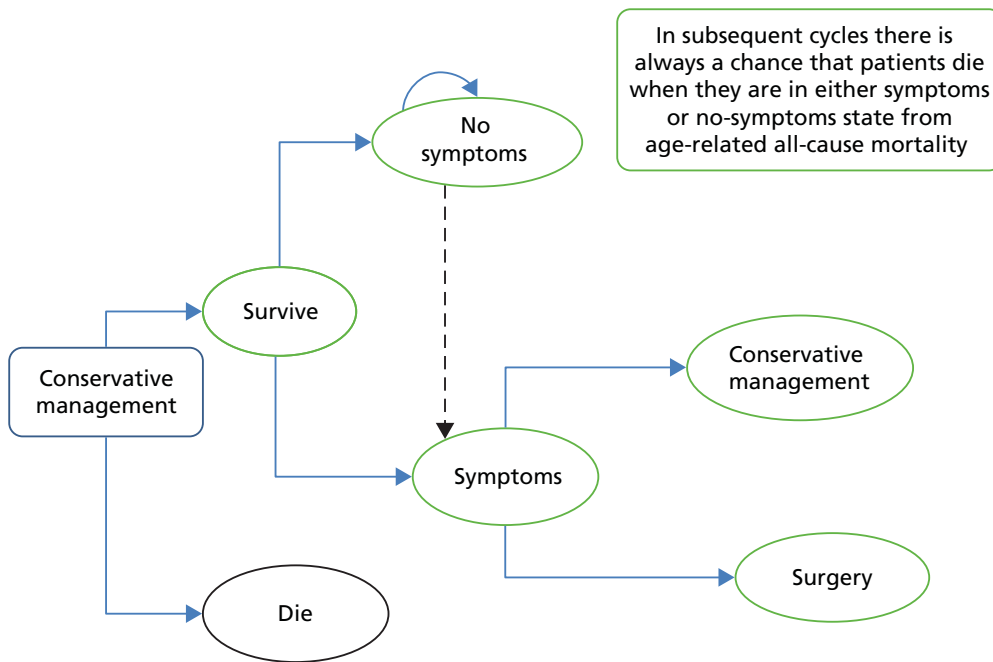 In subsequent cycles there is
always a chance that patients die
when they are in either symptoms
or no-symptoms state from
age-related all-cause mortality
No
symptoms
Survive
Conservative
management
Conservative
management
Symptoms
Surgery
Die